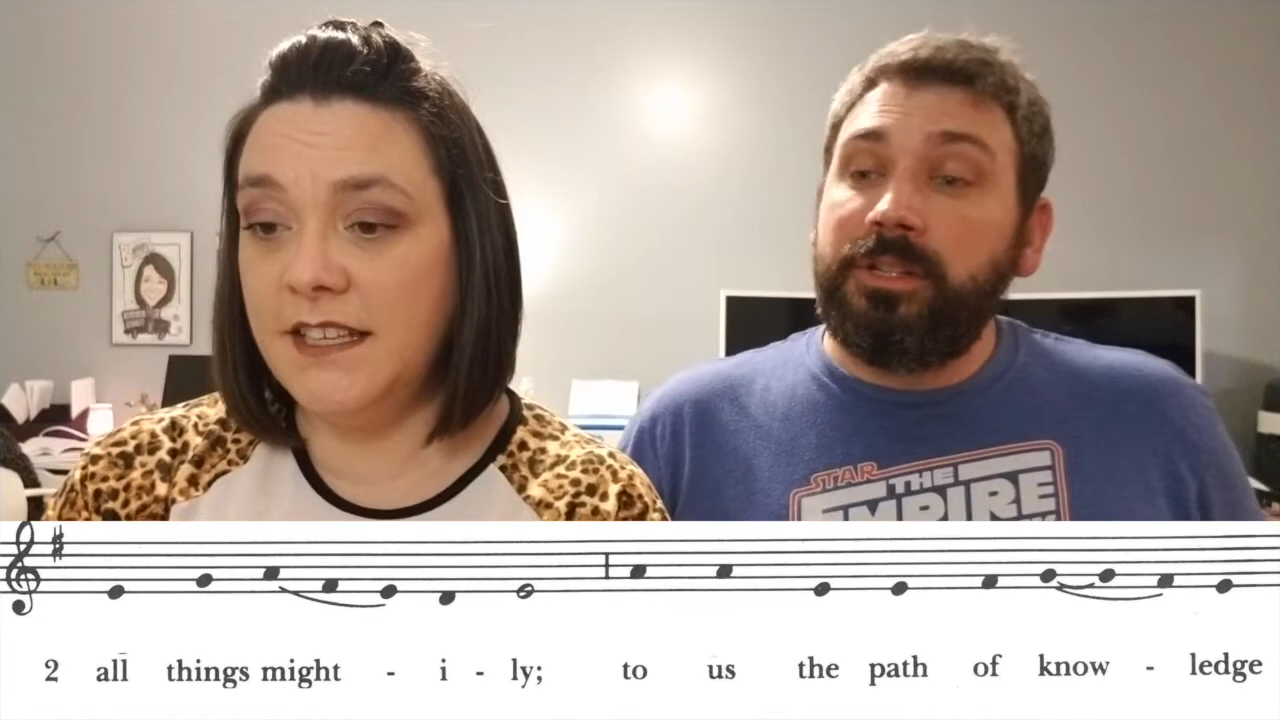 STAR
THE
EMPIRE
2 all things might - i - ly; to us the path of know - ledge